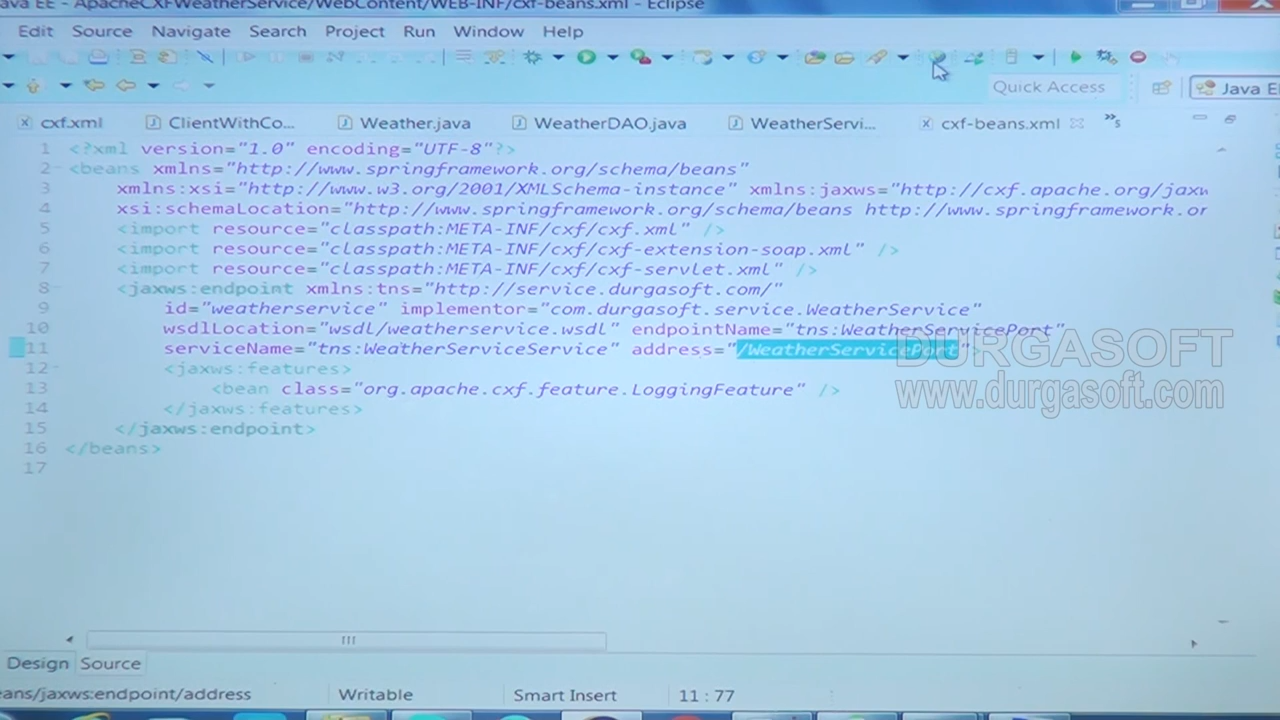 ava EE - ApacheCXFWeatherService/WebContent/WEB-INF/cxf-beans.xml - Eclipse
Edit Source Navigate Search Project Run Window Help
Quick Access
Java E
cxf.xml
ClientWithCo...
Weather.java
WeatherDAO.java
WeatherServi...
cxf-beans.xml
»5
1 <?xml version="1.0" encoding="UTF-8"?>
2 <beans xmlns="http://www.springframework.org/schema/beans"
3 xmlns:xsi="http://www.w3.org/2001/XMLSchema-instance" xmlns:jaxws="http://cxf.apache.org/jaxw
4 xsi:schemaLocation="http://www.springframework.org/schema/beans http://www.springframework.or
5 <import resource="classpath:META-INF/cxf/cxf.xml" />
6 <import resource="classpath:META-INF/cxf/cxf-extension-soap.xml" />
7 <import resource="classpath:META-INF/cxf/cxf-servlet.xml" />
8 <jaxws:endpoint xmlns:tns="http://service.durgasoft.com/"
9 id="weatherservice" implementor="com.durgasoft.service.WeatherService"
10 wsdlLocation="wsdl/weatherservice.wsdl" endpointName="tns:WeatherServicePort"
11 serviceName="tns:WeatherServiceService" address="/WeatherServicePort">
12 <jaxws:features>
13 <bean class="org.apache.cxf.feature.LoggingFeature" />
14 </jaxws:features>
15 </jaxws:endpoint>
16 </beans>
17
DURGASOFT
www.durgasoft.com
Design Source
eans/jaxws:endpoint/address
Writable
Smart Insert
11 : 77